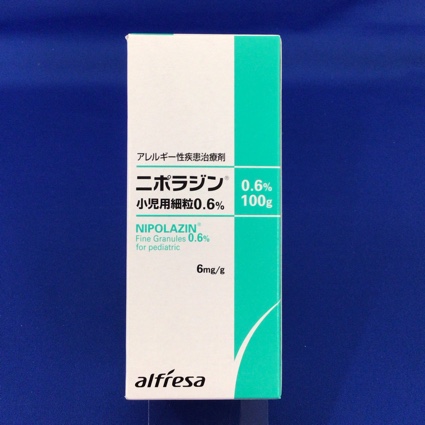 アレルギー性疾患治療剤
ニポラジン®
小児用細粒0.6%
0.6%
100g
NIPOLAZIN®
Fine Granules 0.6%
for pediatric
6mg/g
alfresa